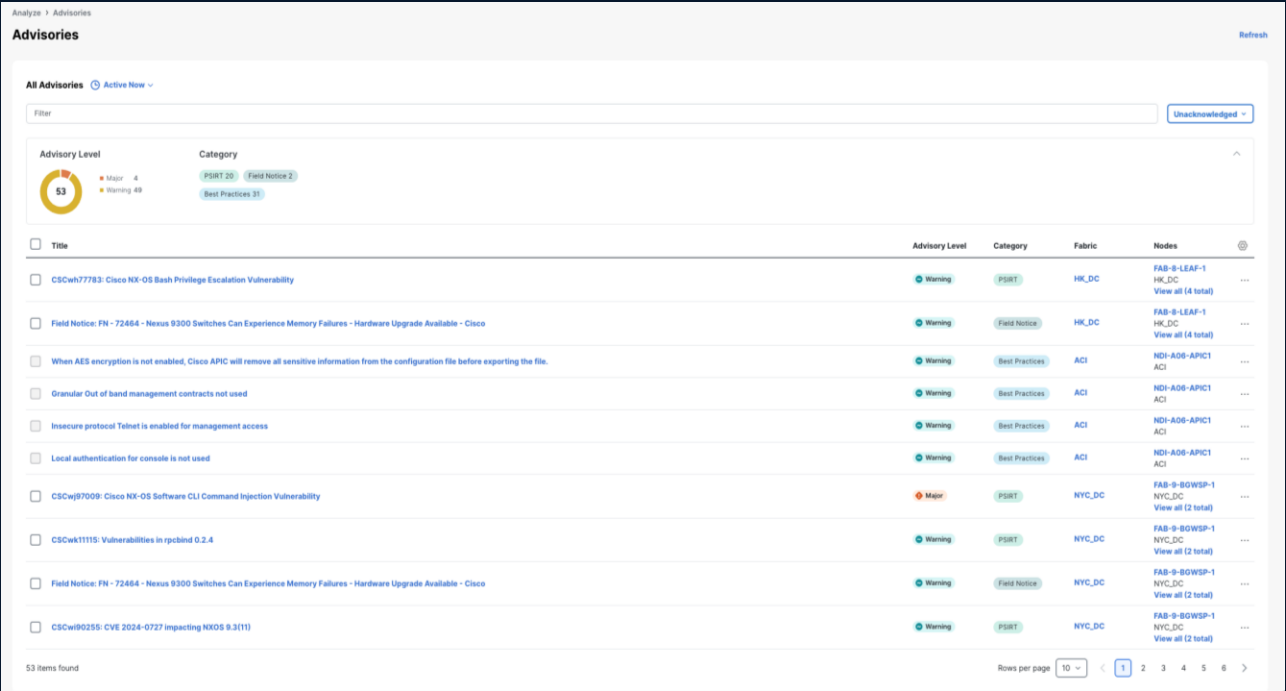 Analyze › Advisories
Advisories
Refresh
All Advisories Active Now
Filter
Unacknowledged
Advisory Level
Category
53
Major 4
Warning 49
PSIRT 20 Field Notice 2
Best Practices 31
Title Advisory Level Category Fabric Nodes
CSCwh77783: Cisco NX-OS Bash Privilege Escalation Vulnerability Warning PSIRT HK_DC FAB-8-LEAF-1
HK_DC
View all (4 total)
Field Notice: FN - 72464 - Nexus 9300 Switches Can Experience Memory Failures - Hardware Upgrade Available - Cisco Warning Field Notice HK_DC FAB-8-LEAF-1
HK_DC
View all (4 total)
When AES encryption is not enabled, Cisco APIC will remove all sensitive information from the configuration file before exporting the file. Warning Best Practices ACI NDI-A06-APIC1
ACI
Granular Out of band management contracts not used Warning Best Practices ACI NDI-A06-APIC1
ACI
Insecure protocol Telnet is enabled for management access Warning Best Practices ACI NDI-A06-APIC1
ACI
Local authentication for console is not used Warning Best Practices ACI NDI-A06-APIC1
ACI
CSCwj97009: Cisco NX-OS Software CLI Command Injection Vulnerability Major PSIRT NYC_DC FAB-9-BGWSP-1
NYC_DC
View all (2 total)
CSCwk11115: Vulnerabilities in rpcbind 0.2.4 Warning PSIRT NYC_DC FAB-9-BGWSP-1
NYC_DC
View all (2 total)
Field Notice: FN - 72464 - Nexus 9300 Switches Can Experience Memory Failures - Hardware Upgrade Available - Cisco Warning Field Notice NYC_DC FAB-9-BGWSP-1
NYC_DC
View all (2 total)
CSCwi90255: CVE 2024-0727 impacting NXOS 9.3(11) Warning PSIRT NYC_DC FAB-9-BGWSP-1
NYC_DC
View all (2 total)
53 items found
Rows per page 10 1 2 3 4 5 6